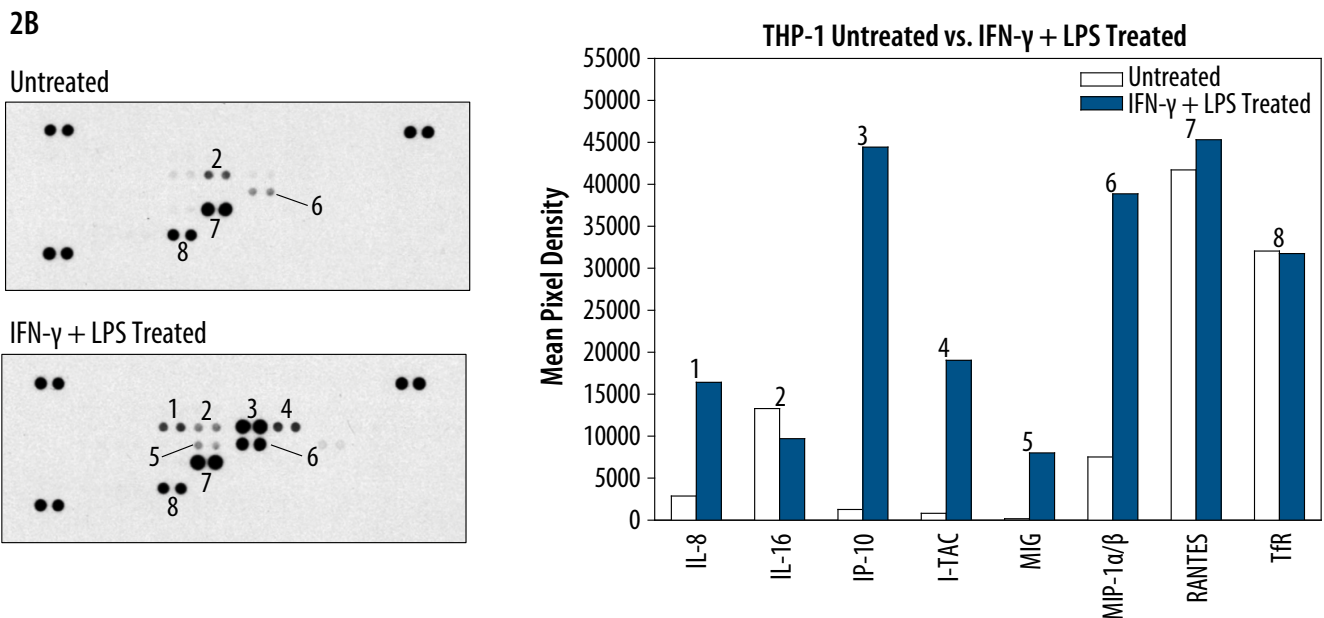 2B
Untreated
2
6
7
8
IFN-γ + LPS Treated
1 2 3 4
5
6
7
8
THP-1 Untreated vs. IFN-γ + LPS Treated
Untreated
IFN-γ + LPS Treated
Mean Pixel Density
55000
50000
45000
40000
35000
30000
25000
20000
15000
10000
5000
0
1
2
3
4
5
6
7
8
IL-8
IL-16
IP-10
I-TAC
MIG
MIP-1α/β
RANTES
TfR